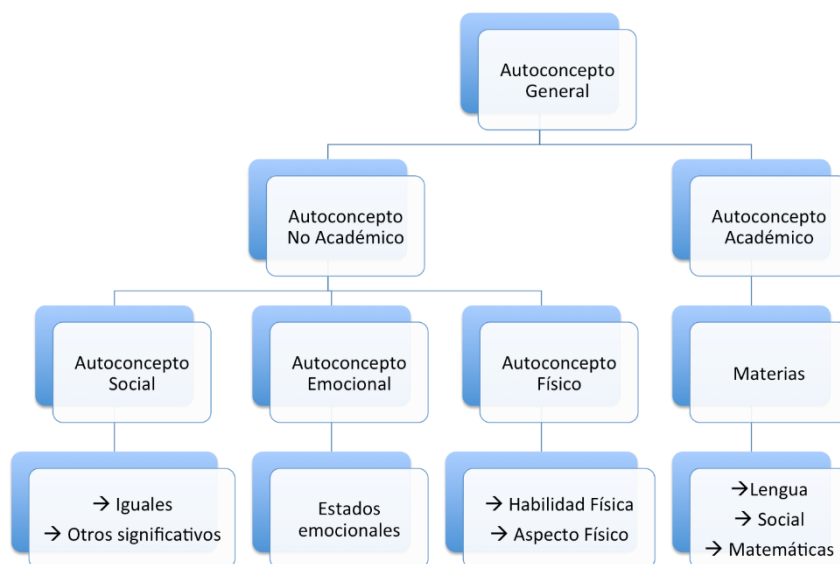 Autoconcepto
General
Autoconcepto
No Académico
Autoconcepto
Académico
Autoconcepto
Social
Autoconcepto
Emocional
Autoconcepto
Físico
Materias
→ Iguales
→ Otros significativos
Estados
emocionales
→ Habilidad Física
→ Aspecto Físico
→Lengua
→ Social
→ Matemáticas